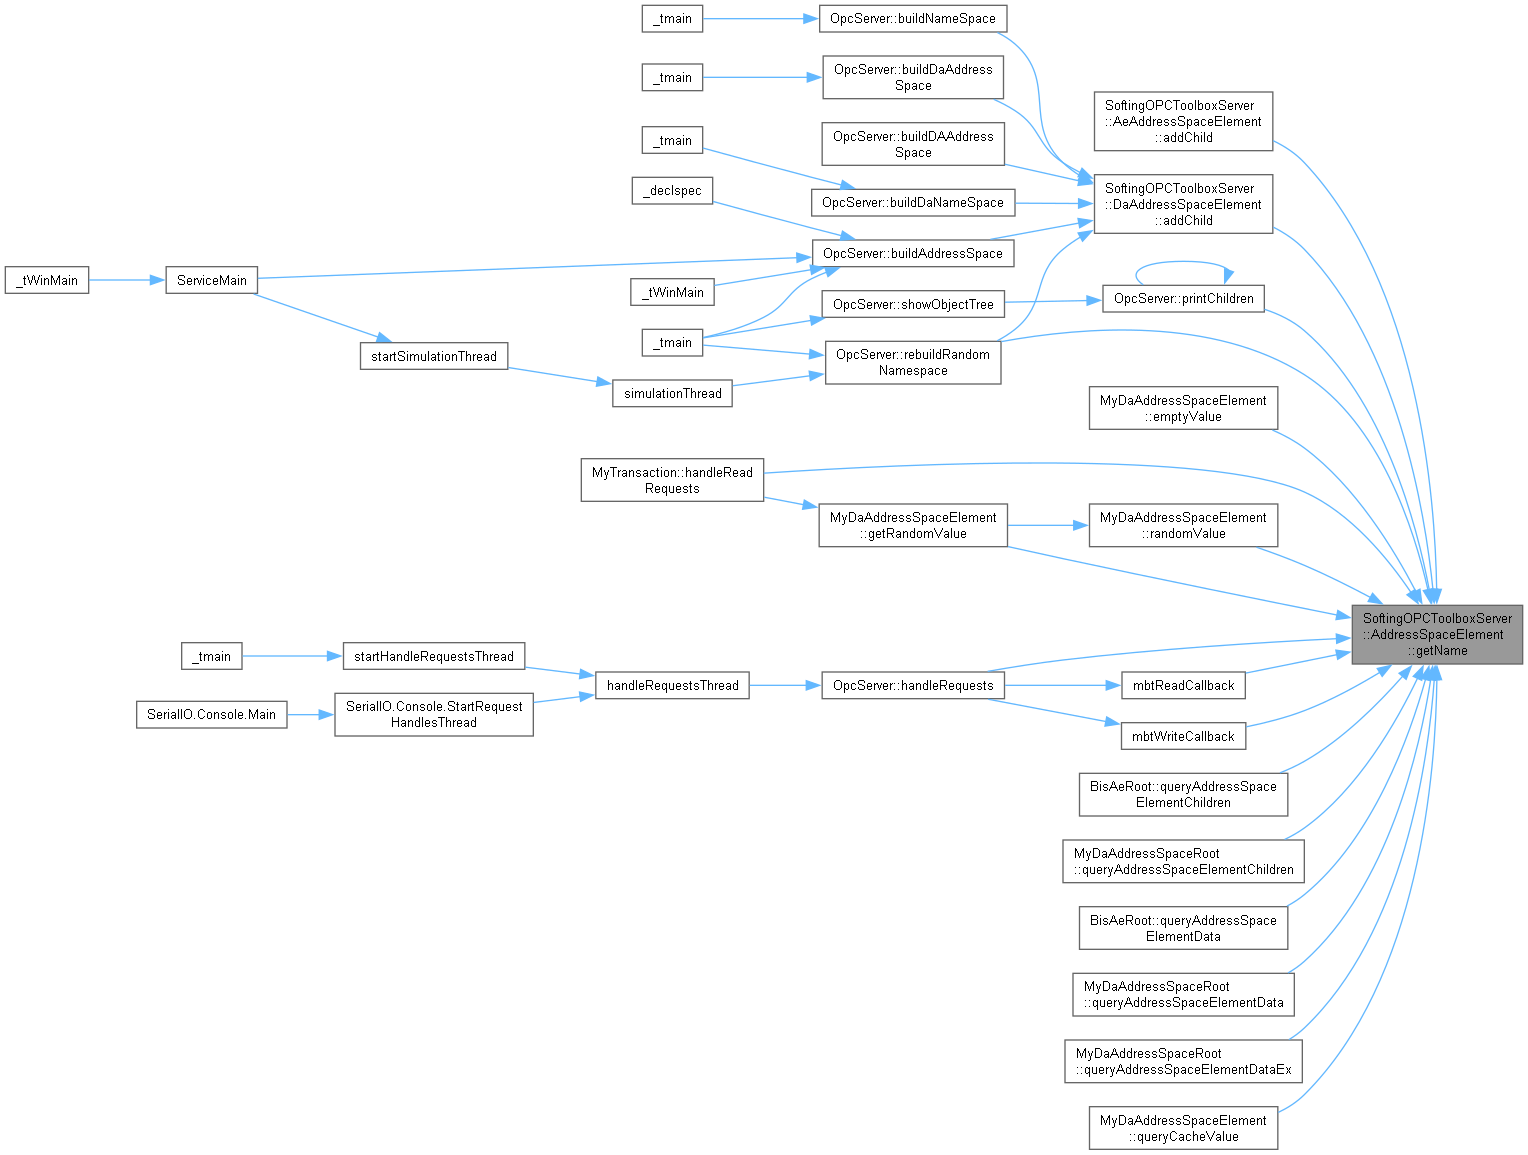 _tmain
OpcServer::buildNameSpace
_tmain
OpcServer::buildDaAddress
Space
SoftingOPCToolboxServer
::AeAddressSpaceElement
::addChild
_tmain
OpcServer::buildDAAddress
Space
_declspec
OpcServer::buildDaNameSpace
SoftingOPCToolboxServer
::DaAddressSpaceElement
::addChild
OpcServer::buildAddressSpace
_tWinMain
ServiceMain
_tWinMain
OpcServer::showObjectTree
OpcServer::printChildren
_tmain
startSimulationThread
OpcServer::rebuildRandom
Namespace
simulationThread
MyDaAddressSpaceElement
::emptyValue
MyTransaction::handleRead
Requests
MyDaAddressSpaceElement
::getRandomValue
MyDaAddressSpaceElement
::randomValue
SoftingOPCToolboxServer
::AddressSpaceElement
::getName
_tmain
startHandleRequestsThread
handleRequestsThread
OpcServer::handleRequests
mbtReadCallback
SerialIO.Console.Main
SerialIO.Console.StartRequest
HandlesThread
mbtWriteCallback
BisAeRoot::queryAddressSpace
ElementChildren
MyDaAddressSpaceRoot
::queryAddressSpaceElementChildren
BisAeRoot::queryAddressSpace
ElementData
MyDaAddressSpaceRoot
::queryAddressSpaceElementData
MyDaAddressSpaceRoot
::queryAddressSpaceElementDataEx
MyDaAddressSpaceElement
::queryCacheValue